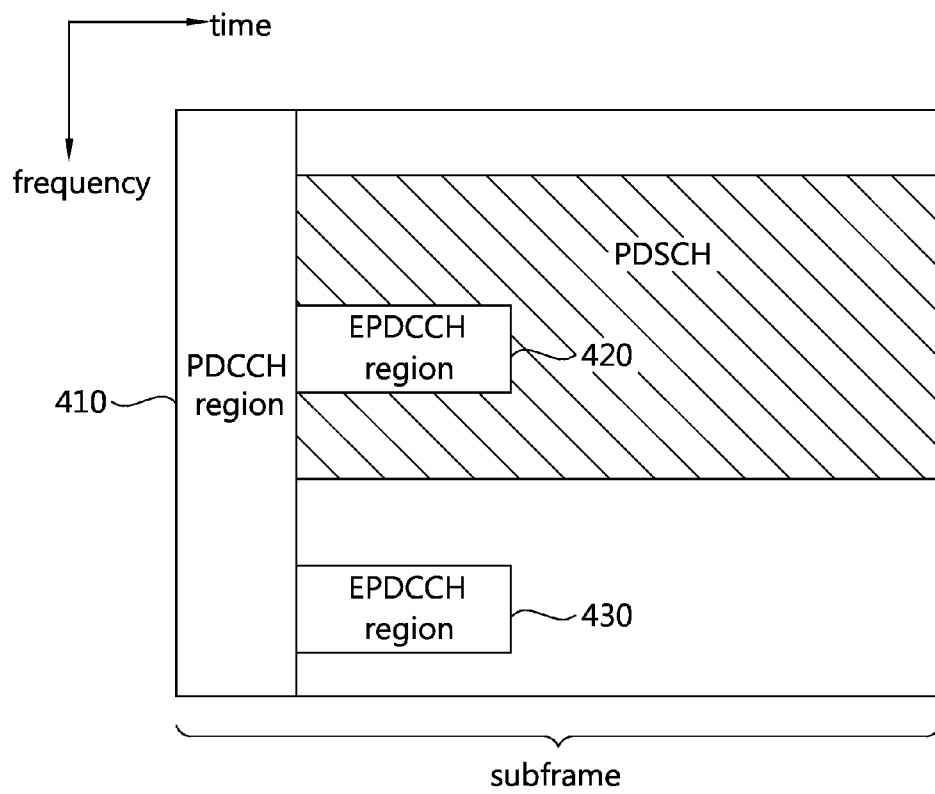 time
frequency
PDSCH
EPDCCH
region
420
PDCCH
region
410
EPDCCH
region
430
subframe